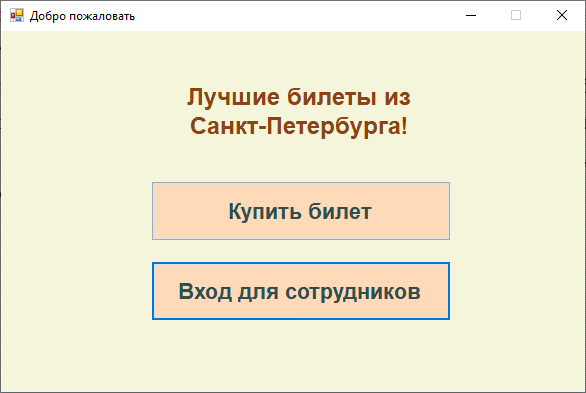 Добро пожаловать
Лучшие билеты из
Санкт-Петербурга!
Купить билет
Вход для сотрудников